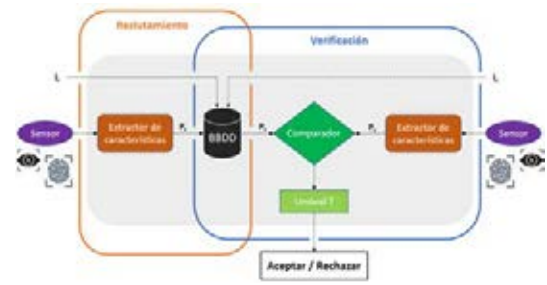 Reclutamiento
Verificación
I.
I.
Sensor
Extractor de
características
BBDD
Comparador
Extractor de
características
Sensor
Umbral T
Aceptar / Rechazar